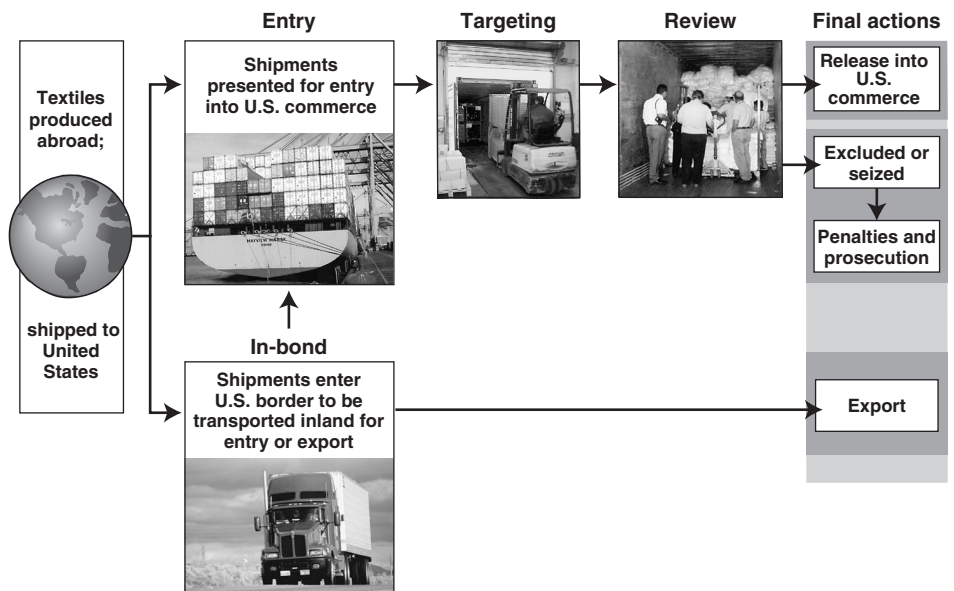 Entry
Targeting
Review
Final actions
Textiles
produced
abroad;
shipped to
United
States
Shipments
presented for entry
into U.S. commerce
In-bond
Shipments enter
U.S. border to be
transported inland for
entry or export
Release into
U.S.
commerce
Excluded or
seized
Penalties and
prosecution
Export